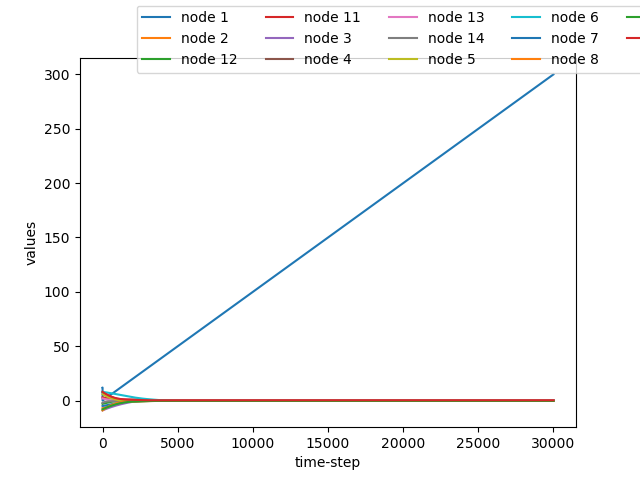 node 1 node 11 node 13 node 6
node 2 node 3 node 14 node 7
node 12 node 4 node 5 node 8
300
250
200
150
100
50
0
values
0 5000 10000 15000 20000 25000 30000
time-step